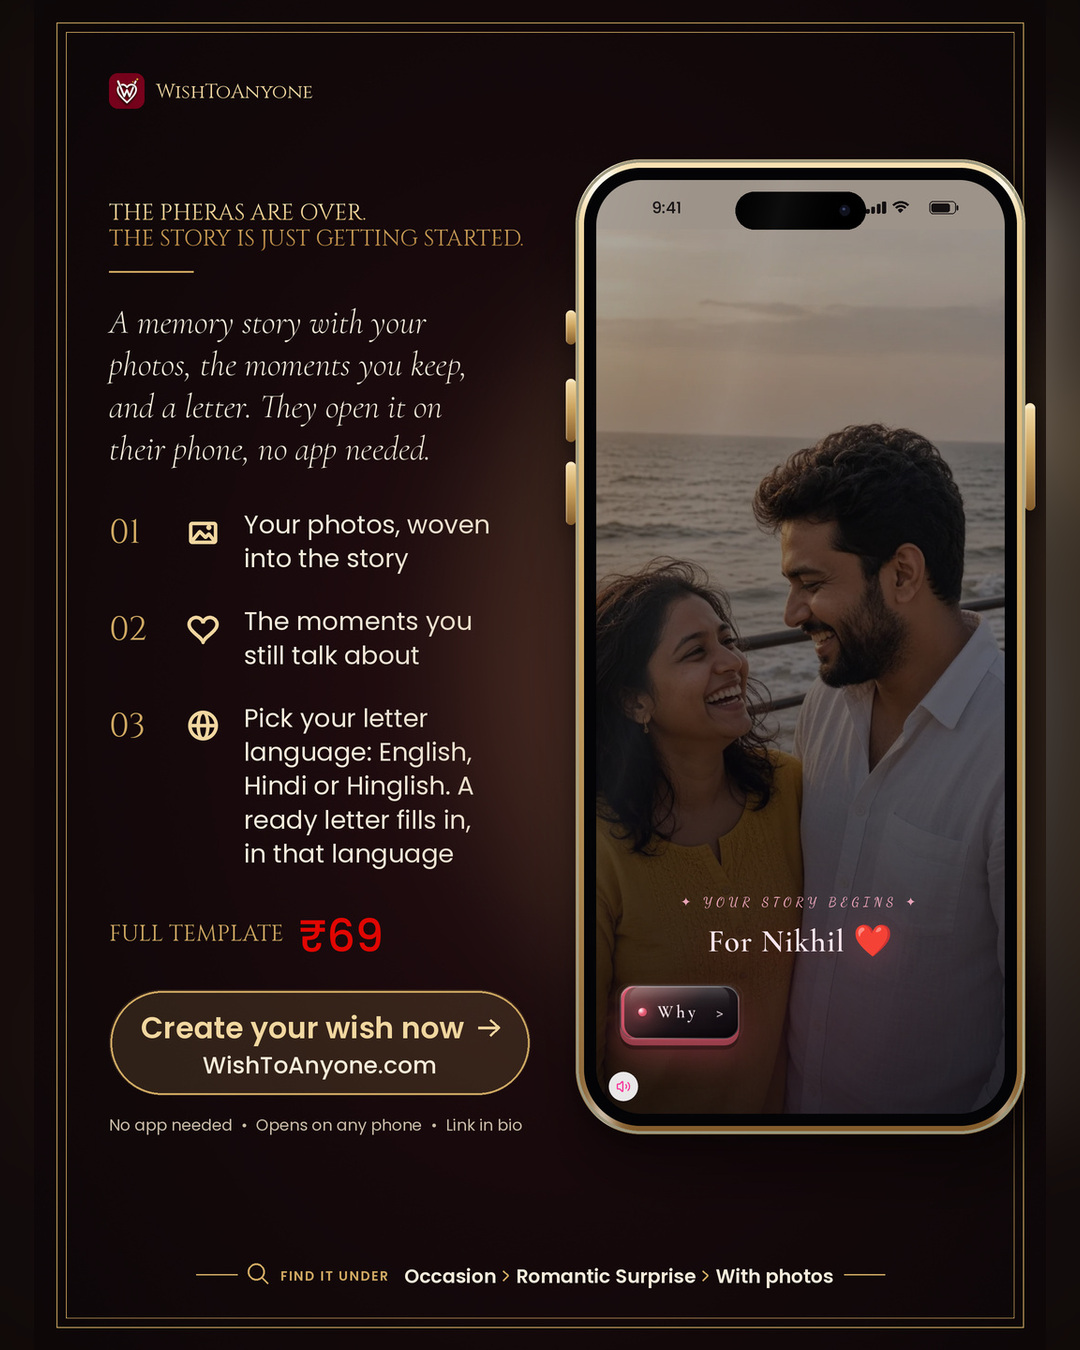 WishToAnyone
THE PHERAS ARE OVER.
THE STORY IS JUST GETTING STARTED.
A memory story with your
photos, the moments you keep,
and a letter. They open it on
their phone, no app needed.
01 Your photos, woven
into the story
02 The moments you
still talk about
03 Pick your letter
language: English,
Hindi or Hinglish. A
ready letter fills in,
in that language
FULL TEMPLATE ₹69
Create your wish now →
WishToAnyone.com
No app needed • Opens on any phone • Link in bio
9:41
YOUR STORY BEGINS
For Nikhil ❤️
Why >
FIND IT UNDER Occasion > Romantic Surprise > With photos